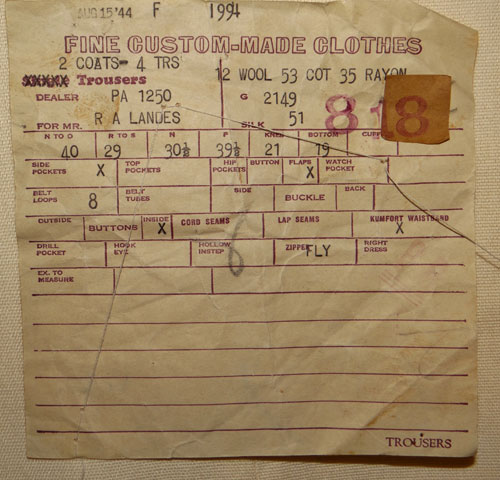 AUG 15 '44 F 1994
FINE CUSTOM-MADE CLOTHES
2 COATS- 4 TRS 12 WOOL 53 COT 35 RAYON
XXXXX Trousers
DEALER PA 1250 G 2149
FOR MR. R A LANDES SILK 51 818
N TO D R TO S N P KNEE BOTTOM CUFF
40 29 30½ 39½ 21 19
SIDE POCKETS X TOP POCKETS HIP POCKETS BUTTON FLAPS X WATCH POCKET
BELT LOOPS 8 BELT TUBES SIDE BUCKLE BACK
OUTSIDE BUTTONS INSIDE X CORD SEAMS LAP SEAMS KUMFORT WAISTBAND X
DRILL POCKET HOOK EYE HOLLOW INSTEP 8 ZIPPER FLY RIGHT DRESS
EX. TO MEASURE
TROUSERS